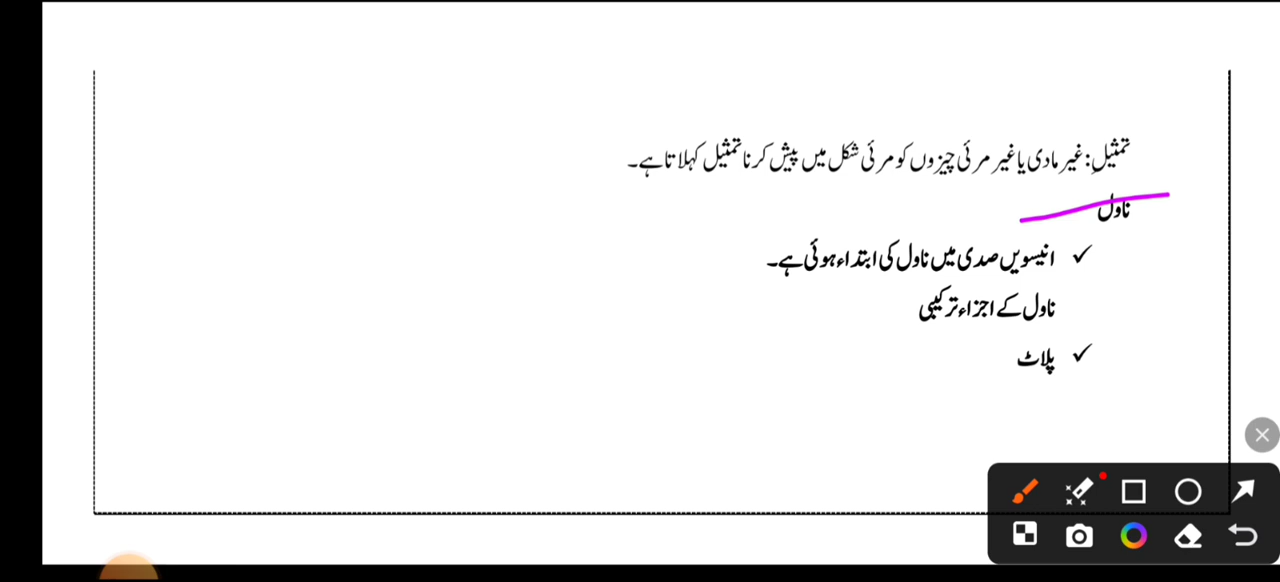 تمثیل: غیر مادی یا غیر مرئی چیزوں کو مرئی شکل میں پیش کرنا تمثیل کہلاتا ہے۔
ناول
✓ انیسویں صدی میں ناول کی ابتداء ہوئی ہے۔
ناول کے اجزاء ترکیبی
✓ پلاٹ